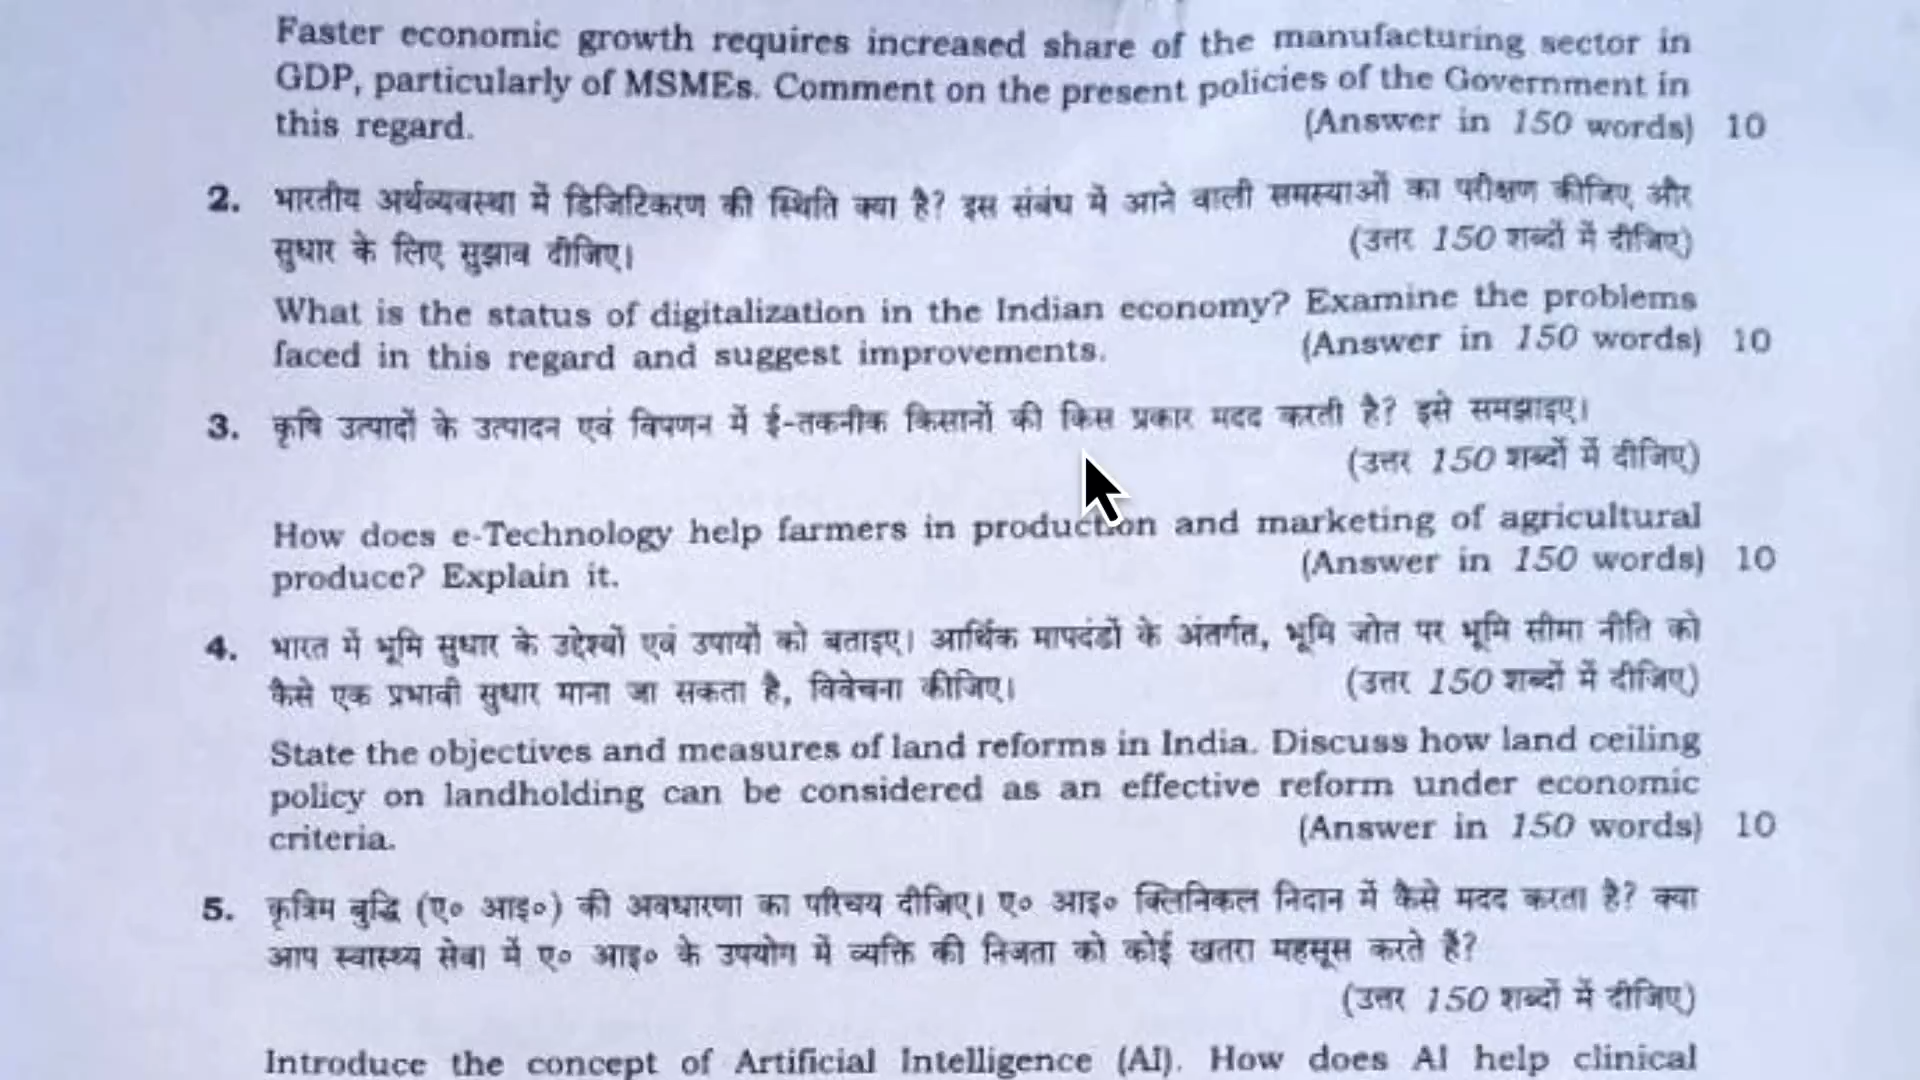 Faster economic growth requires increased share of the manufacturing sector in
GDP, particularly of MSMEs. Comment on the present policies of the Government in
this regard. (Answer in 150 words) 10
2. भारतीय अर्थव्यवस्था में डिजिटिकरण की स्थिति क्या है? इस संबंध में आने वाली समस्याओं का परीक्षण कीजिए और
सुधार के लिए सुझाव दीजिए। (उत्तर 150 शब्दों में दीजिए)
What is the status of digitalization in the Indian economy? Examine the problems
faced in this regard and suggest improvements. (Answer in 150 words) 10
3. कृषि उत्पादों के उत्पादन एवं विपणन में ई-तकनीक किसानों की किस प्रकार मदद करती है? इसे समझाइए।
(उत्तर 150 शब्दों में दीजिए)
How does e-Technology help farmers in production and marketing of agricultural
produce? Explain it. (Answer in 150 words) 10
4. भारत में भूमि सुधार के उद्देश्यों एवं उपायों को बताइए। आर्थिक मापदंडों के अंतर्गत, भूमि जोत पर भूमि सीमा नीति को
कैसे एक प्रभावी सुधार माना जा सकता है, विवेचना कीजिए। (उत्तर 150 शब्दों में दीजिए)
State the objectives and measures of land reforms in India. Discuss how land ceiling
policy on landholding can be considered as an effective reform under economic
criteria. (Answer in 150 words) 10
5. कृत्रिम बुद्धि (ए० आइ०) की अवधारणा का परिचय दीजिए। ए० आइ० क्लिनिकल निदान में कैसे मदद करता है? क्या
आप स्वास्थ्य सेवा में ए० आइ० के उपयोग में व्यक्ति की निजता को कोई खतरा महसूस करते हैं?
(उत्तर 150 शब्दों में दीजिए)
Introduce the concept of Artificial Intelligence (AI). How does AI help clinical